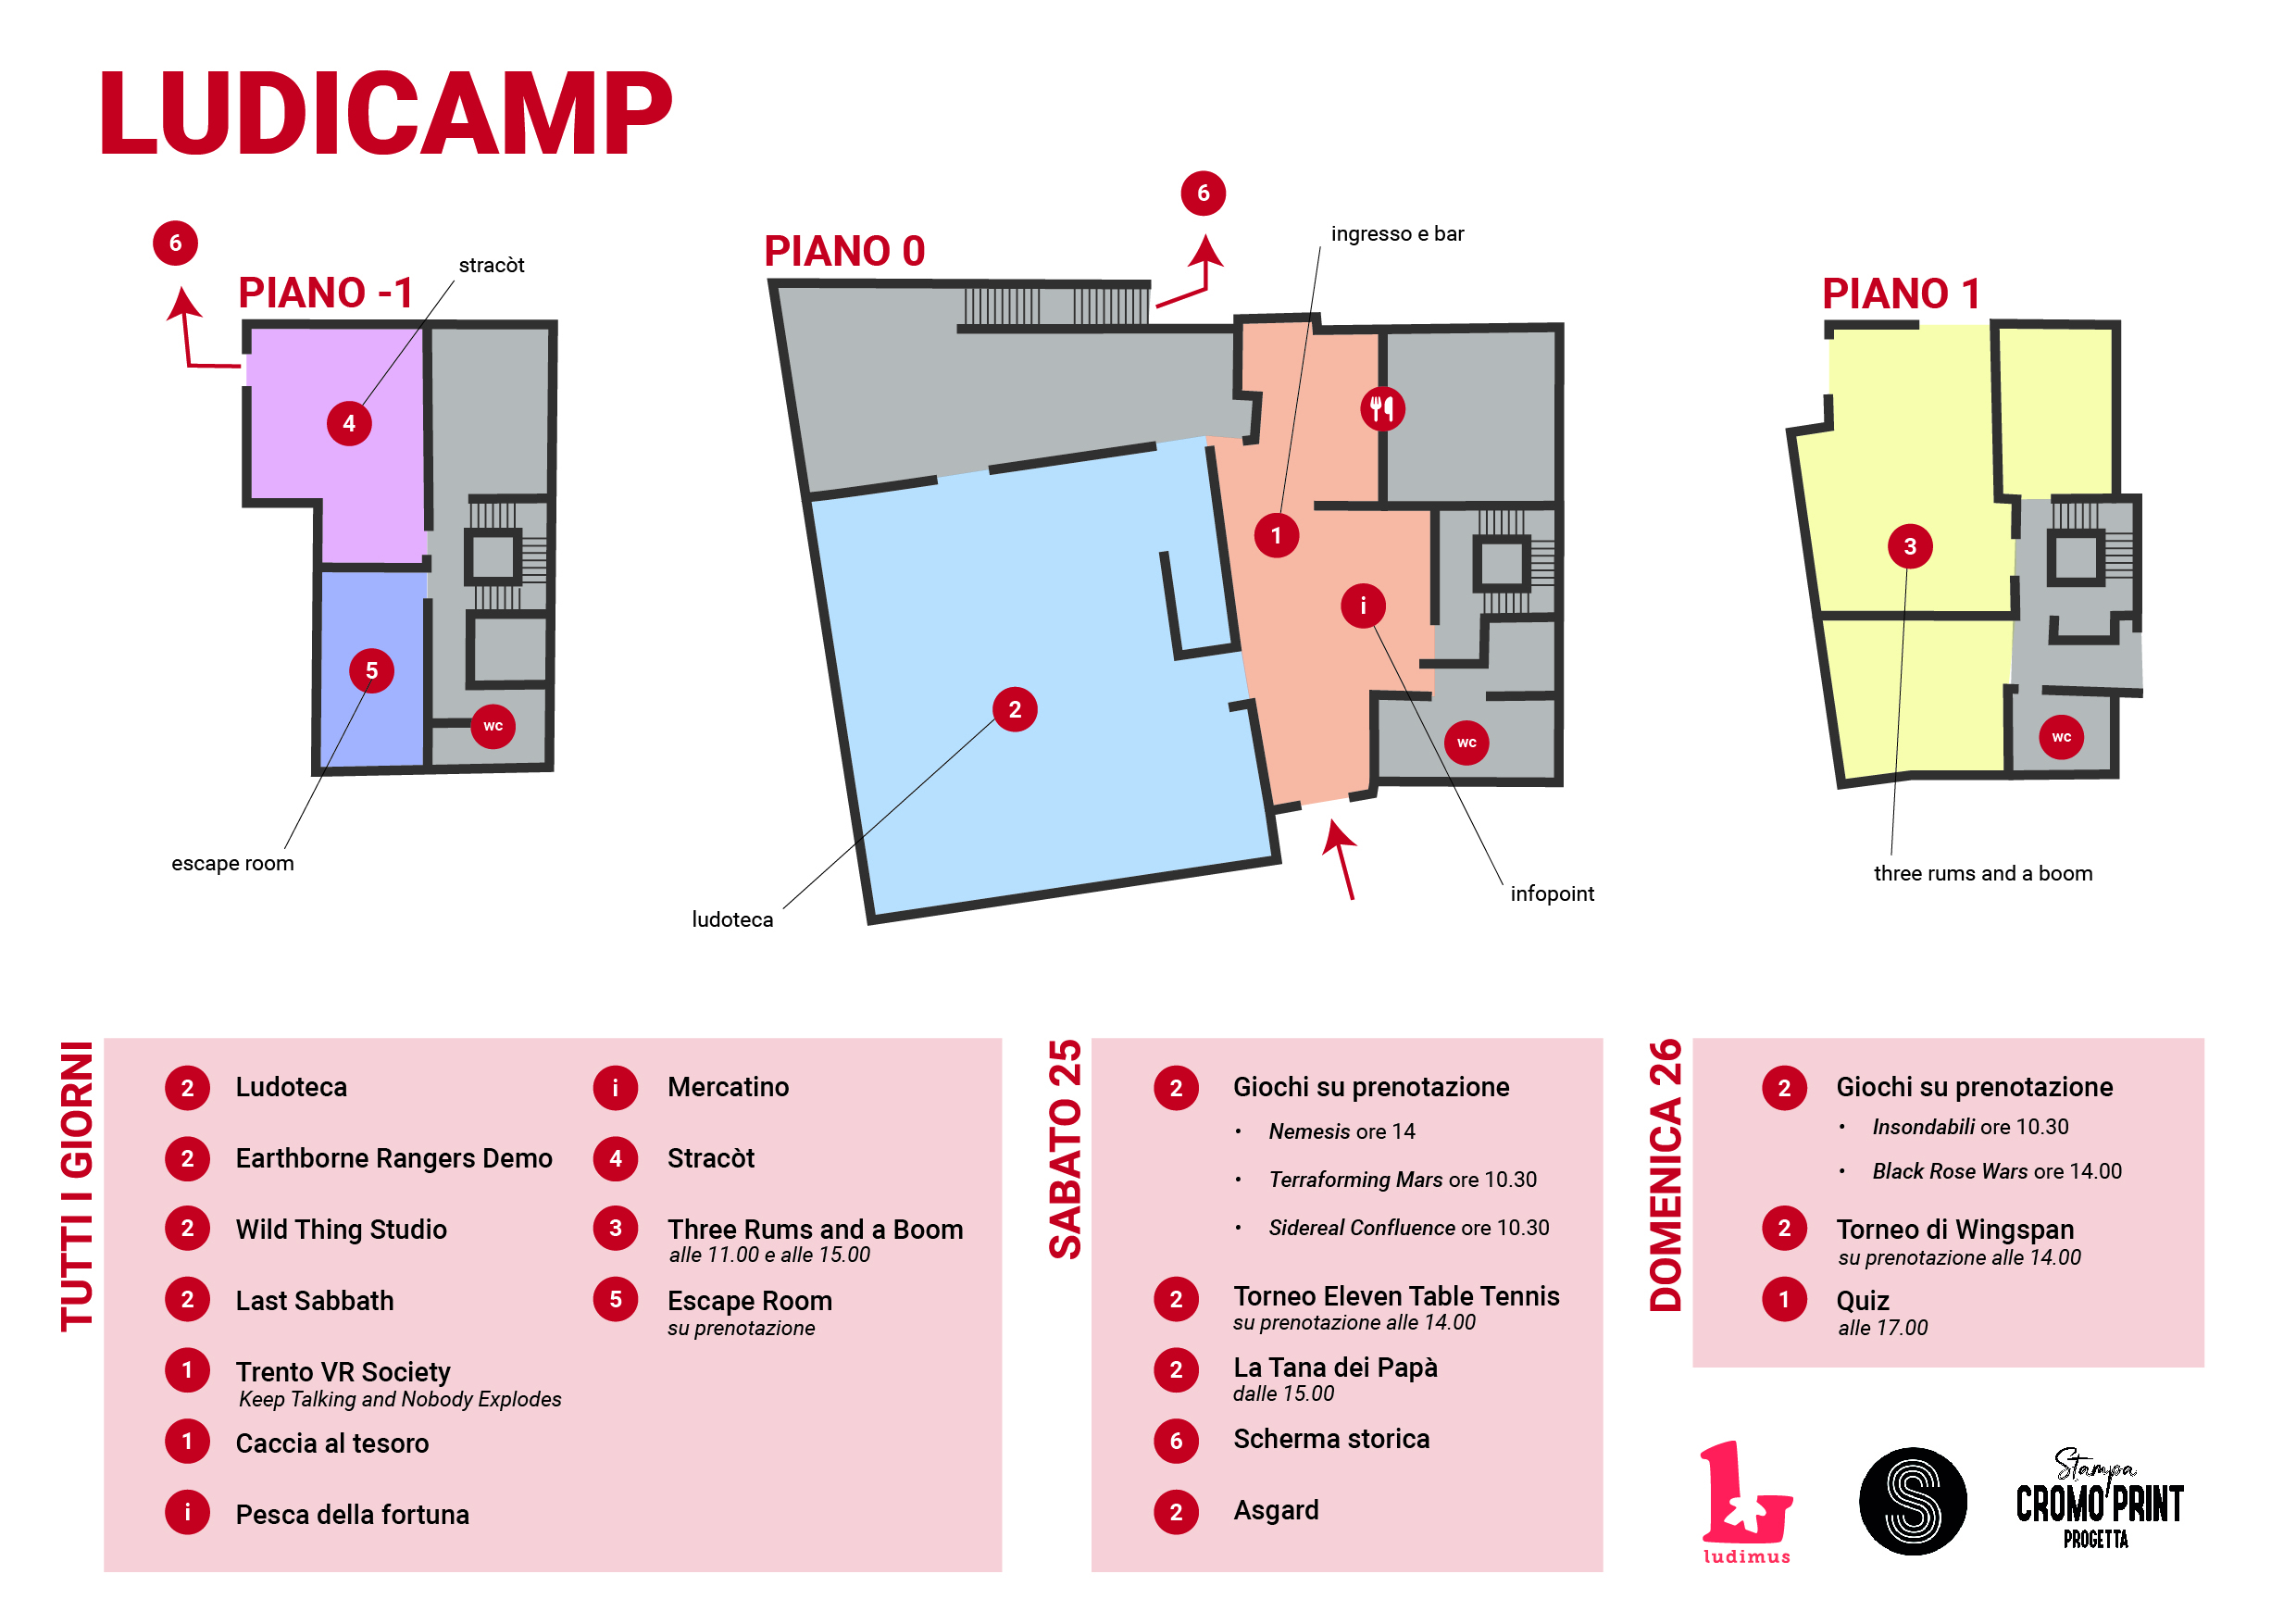 LUDICAMP
6
stracòt
PIANO -1
4
5
wc
escape room
6
PIANO 0
ingresso e bar
1
i
2
wc
ludoteca
infopoint
PIANO 1
3
wc
three rums and a boom
TUTTI I GIORNI
2 Ludoteca
2 Earthborne Rangers Demo
2 Wild Thing Studio
2 Last Sabbath
1 Trento VR Society
Keep Talking and Nobody Explodes
1 Caccia al tesoro
i Pesca della fortuna
i Mercatino
4 Stracòt
3 Three Rums and a Boom
alle 11.00 e alle 15.00
5 Escape Room
su prenotazione
SABATO 25
2 Giochi su prenotazione
• Nemesis ore 14
• Terraforming Mars ore 10.30
• Sidereal Confluence ore 10.30
2 Torneo Eleven Table Tennis
su prenotazione alle 14.00
2 La Tana dei Papà
dalle 15.00
6 Scherma storica
2 Asgard
DOMENICA 26
2 Giochi su prenotazione
• Insondabili ore 10.30
• Black Rose Wars ore 14.00
2 Torneo di Wingspan
su prenotazione alle 14.00
1 Quiz
alle 17.00
ludimus
S
Stampa
CROMO PRINT
PROGETTA